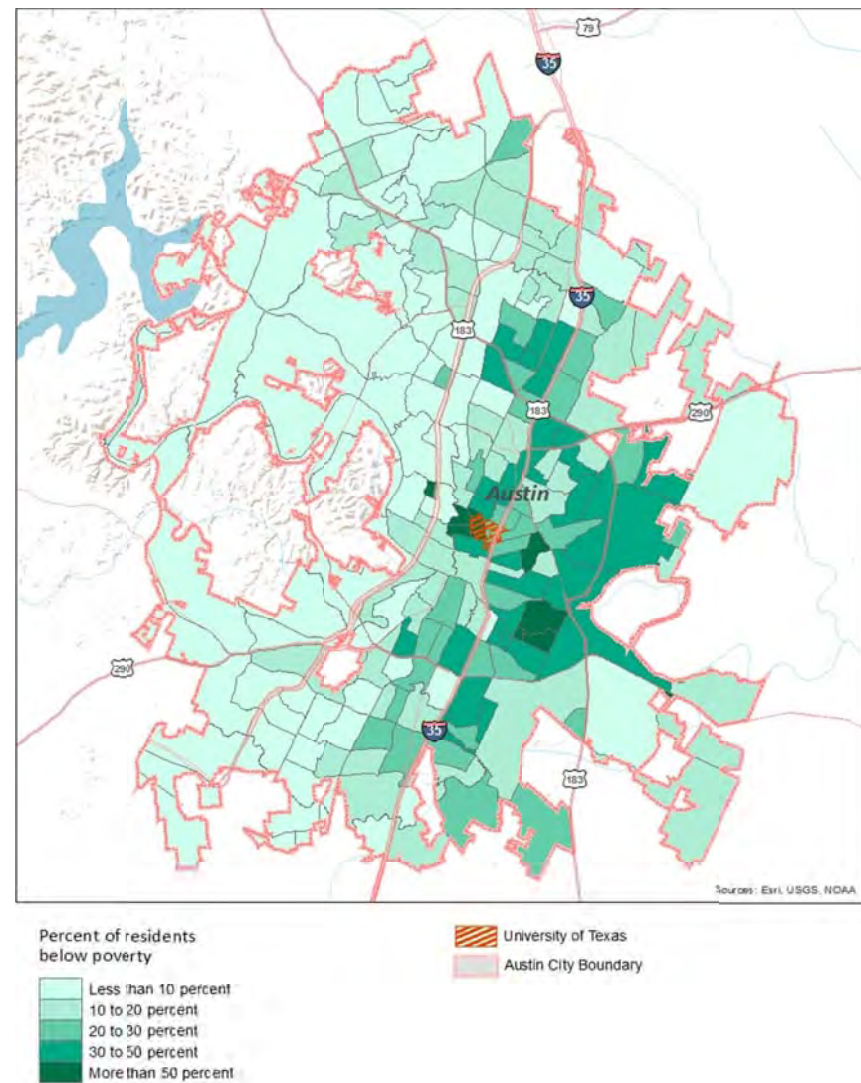 79
35
35
183
183
290
Austin
290
35
183
Sources: Esri, USGS, NOAA
Percent of residents
below poverty
Less than 10 percent
10 to 20 percent
20 to 30 percent
30 to 50 percent
More than 50 percent
University of Texas
Austin City Boundary